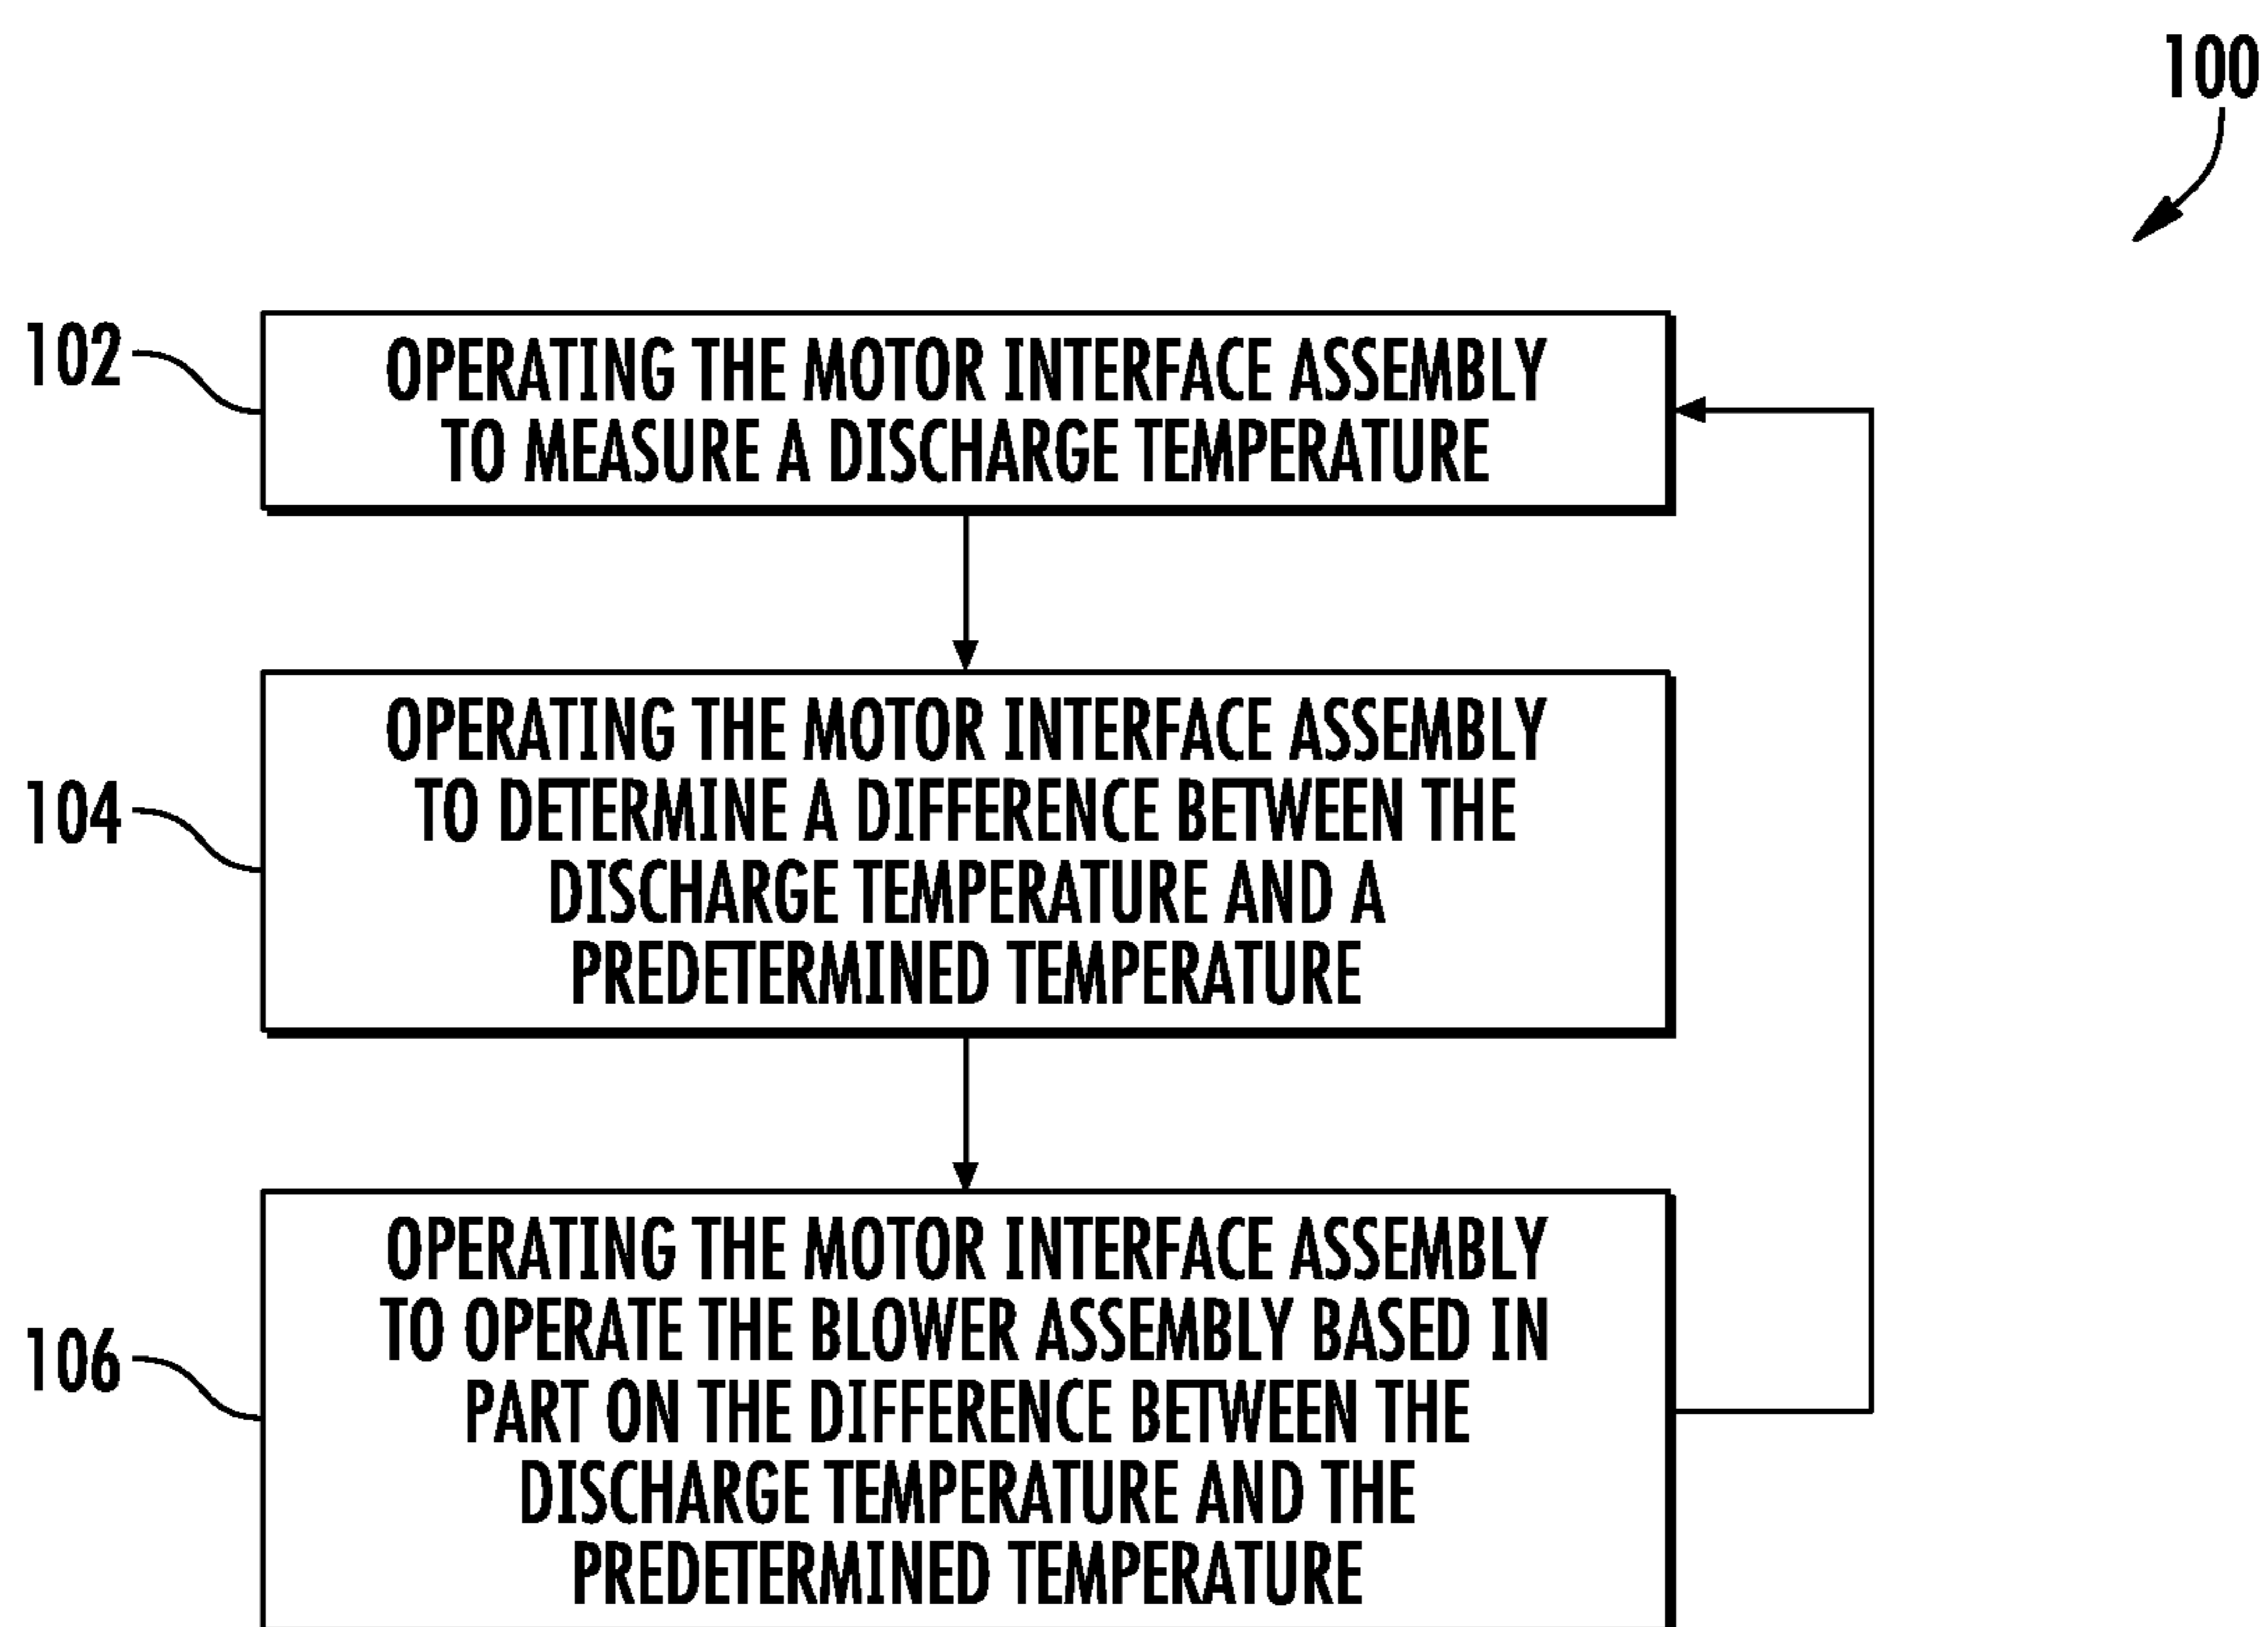 100
102
OPERATING THE MOTOR INTERFACE ASSEMBLY
TO MEASURE A DISCHARGE TEMPERATURE
104
OPERATING THE MOTOR INTERFACE ASSEMBLY
TO DETERMINE A DIFFERENCE BETWEEN THE
DISCHARGE TEMPERATURE AND A
PREDETERMINED TEMPERATURE
106
OPERATING THE MOTOR INTERFACE ASSEMBLY
TO OPERATE THE BLOWER ASSEMBLY BASED IN
PART ON THE DIFFERENCE BETWEEN THE
DISCHARGE TEMPERATURE AND THE
PREDETERMINED TEMPERATURE